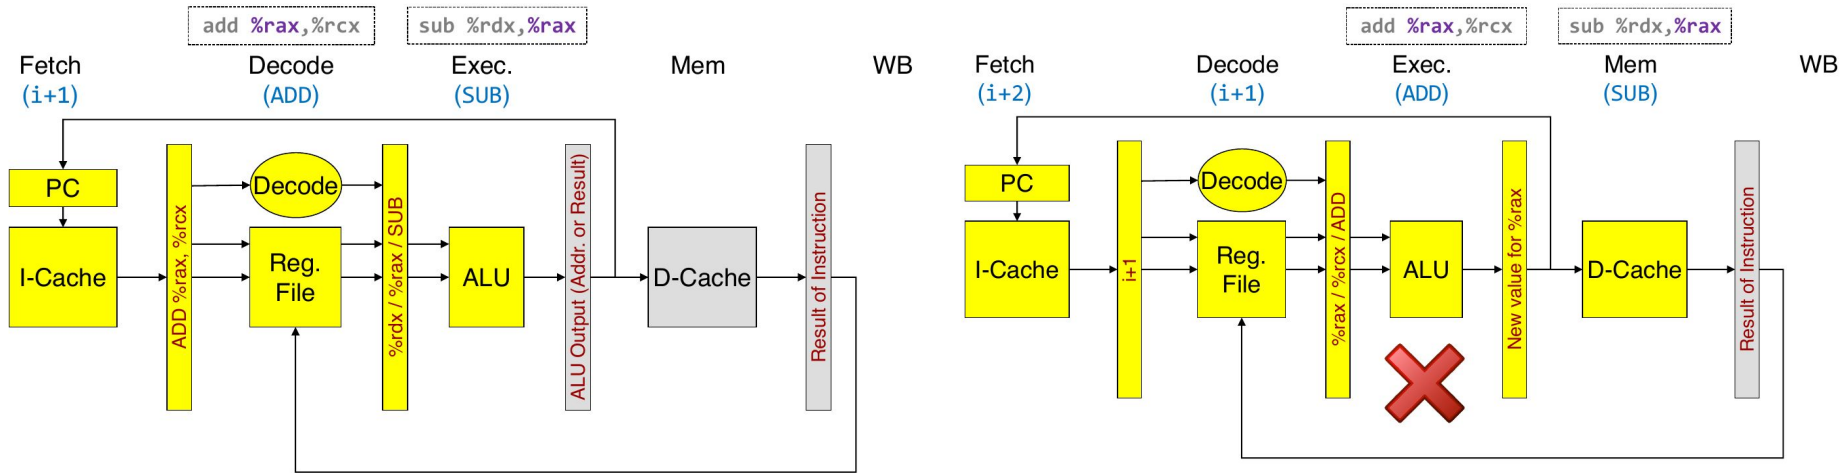 add %rax,%rcx
sub %rdx,%rax
Fetch
(i+1)
Decode
(ADD)
Exec.
(SUB)
Mem
WB
PC
I-Cache
ADD %rax, %rcx
Decode
Reg.
File
%rdx / %rax / SUB
ALU
ALU Output (Addr. or Result)
D-Cache
Result of Instruction
add %rax,%rcx
sub %rdx,%rax
Fetch
(i+2)
Decode
(i+1)
Exec.
(ADD)
Mem
(SUB)
WB
PC
I-Cache
i+1
Decode
Reg.
File
%rax / %rcx / ADD
ALU
New value for %rax
D-Cache
Result of Instruction